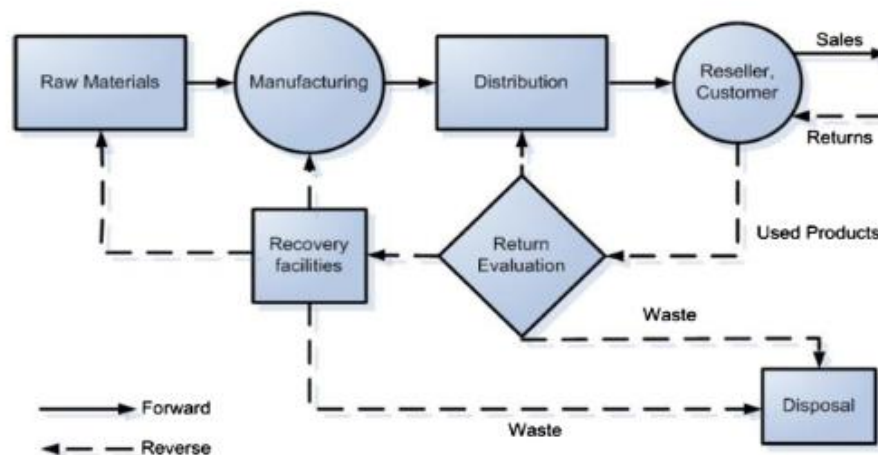 Sales
Raw Materials
Manufacturing
Distribution
Reseller,
Customer
Returns
Used Products
Recovery
facilities
Return
Evaluation
Waste
Disposal
Forward
Waste
Reverse